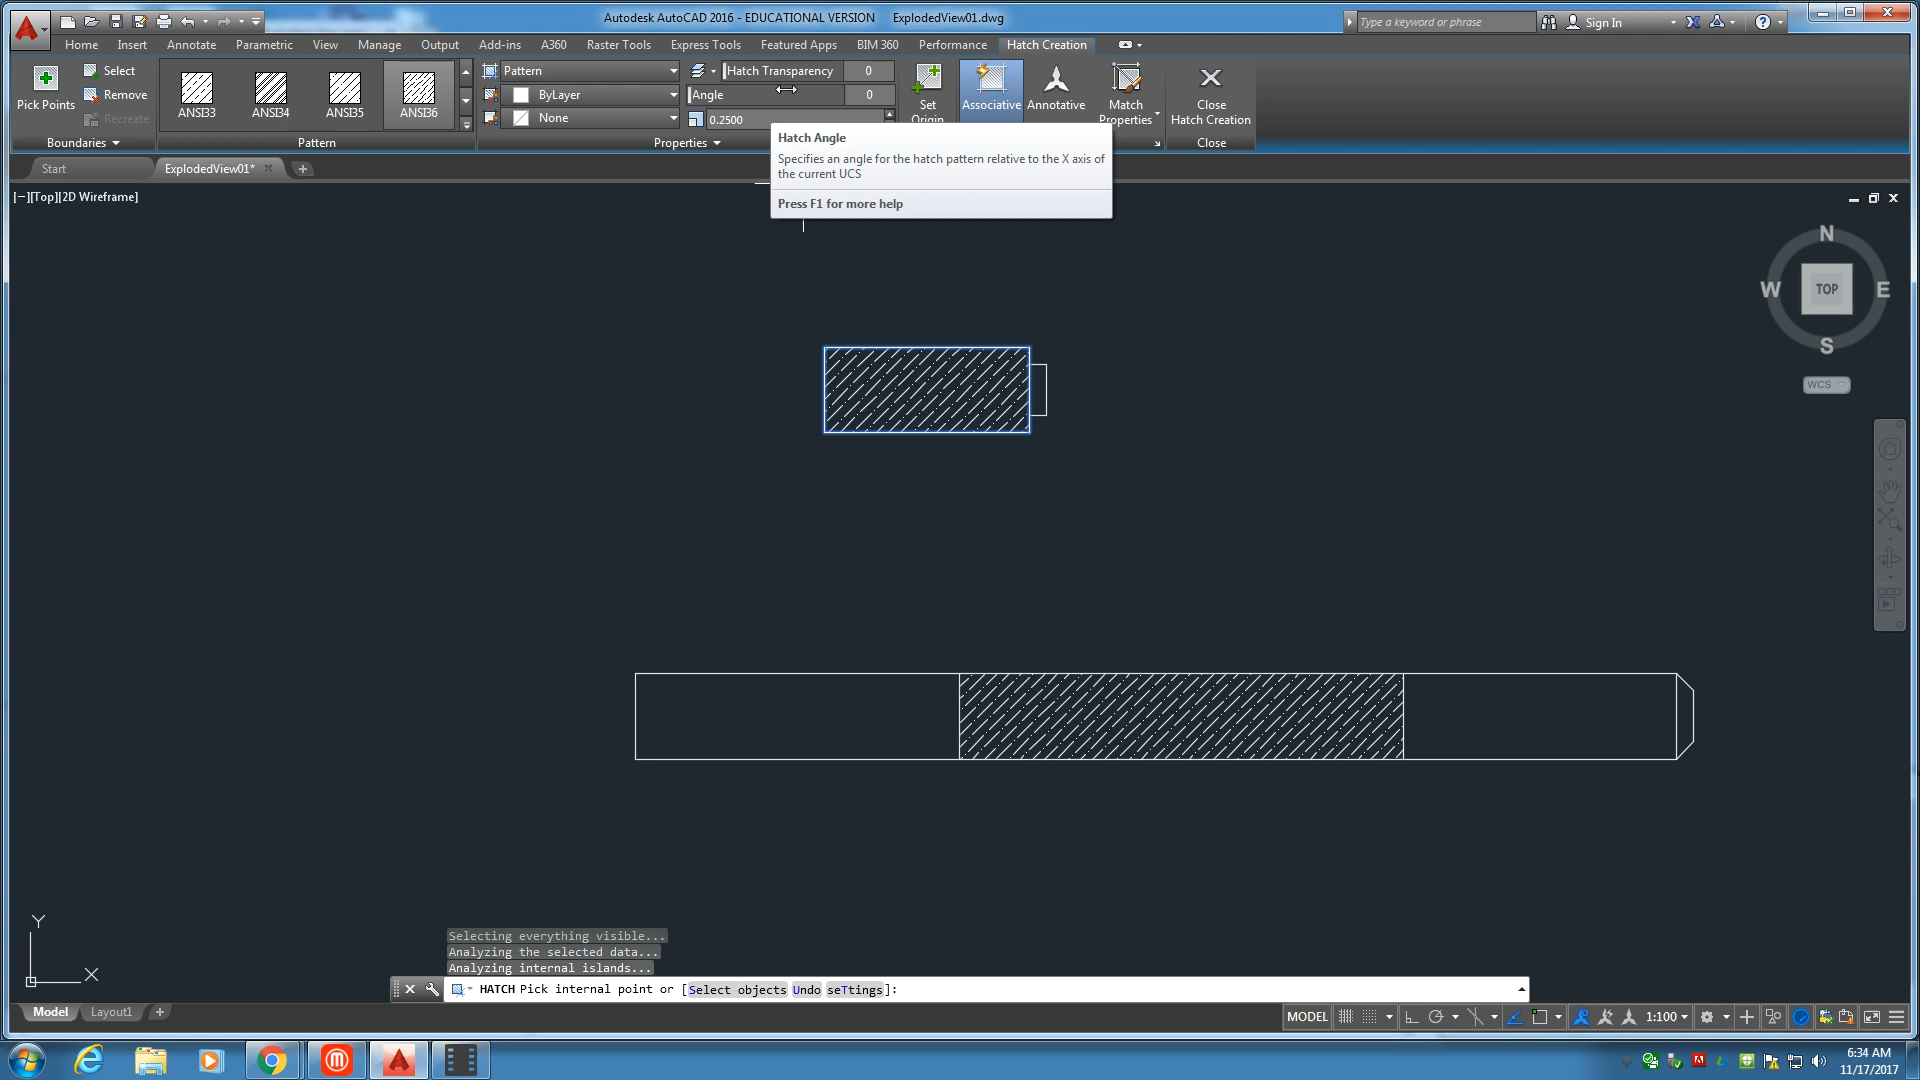 Autodesk AutoCAD 2016 - EDUCATIONAL VERSION ExplodedView01.dwg
Type a keyword or phrase
Sign In
Home Insert Annotate Parametric View Manage Output Add-ins A360 Raster Tools Express Tools Featured Apps BIM 360 Performance Hatch Creation
Pick Points
Select
Remove
Recreate
Boundaries
ANSI33 ANSI34 ANSI35 ANSI36
Pattern
Pattern
ByLayer
None
Hatch Transparency 0
Angle 0
0.2500
Properties
Set
Origin
Associative
Annotative
Match
Properties
Close
Hatch Creation
Close
Hatch Angle
Specifies an angle for the hatch pattern relative to the X axis of
the current UCS
Press F1 for more help
Start
ExplodedView01*
[−][Top][2D Wireframe]
N
W TOP E
S
WCS
Y
X
Selecting everything visible...
Analyzing the selected data...
Analyzing internal islands...
HATCH Pick internal point or [Select objects Undo seTtings]:
Model Layout1
MODEL
1:100
6:34 AM
11/17/2017